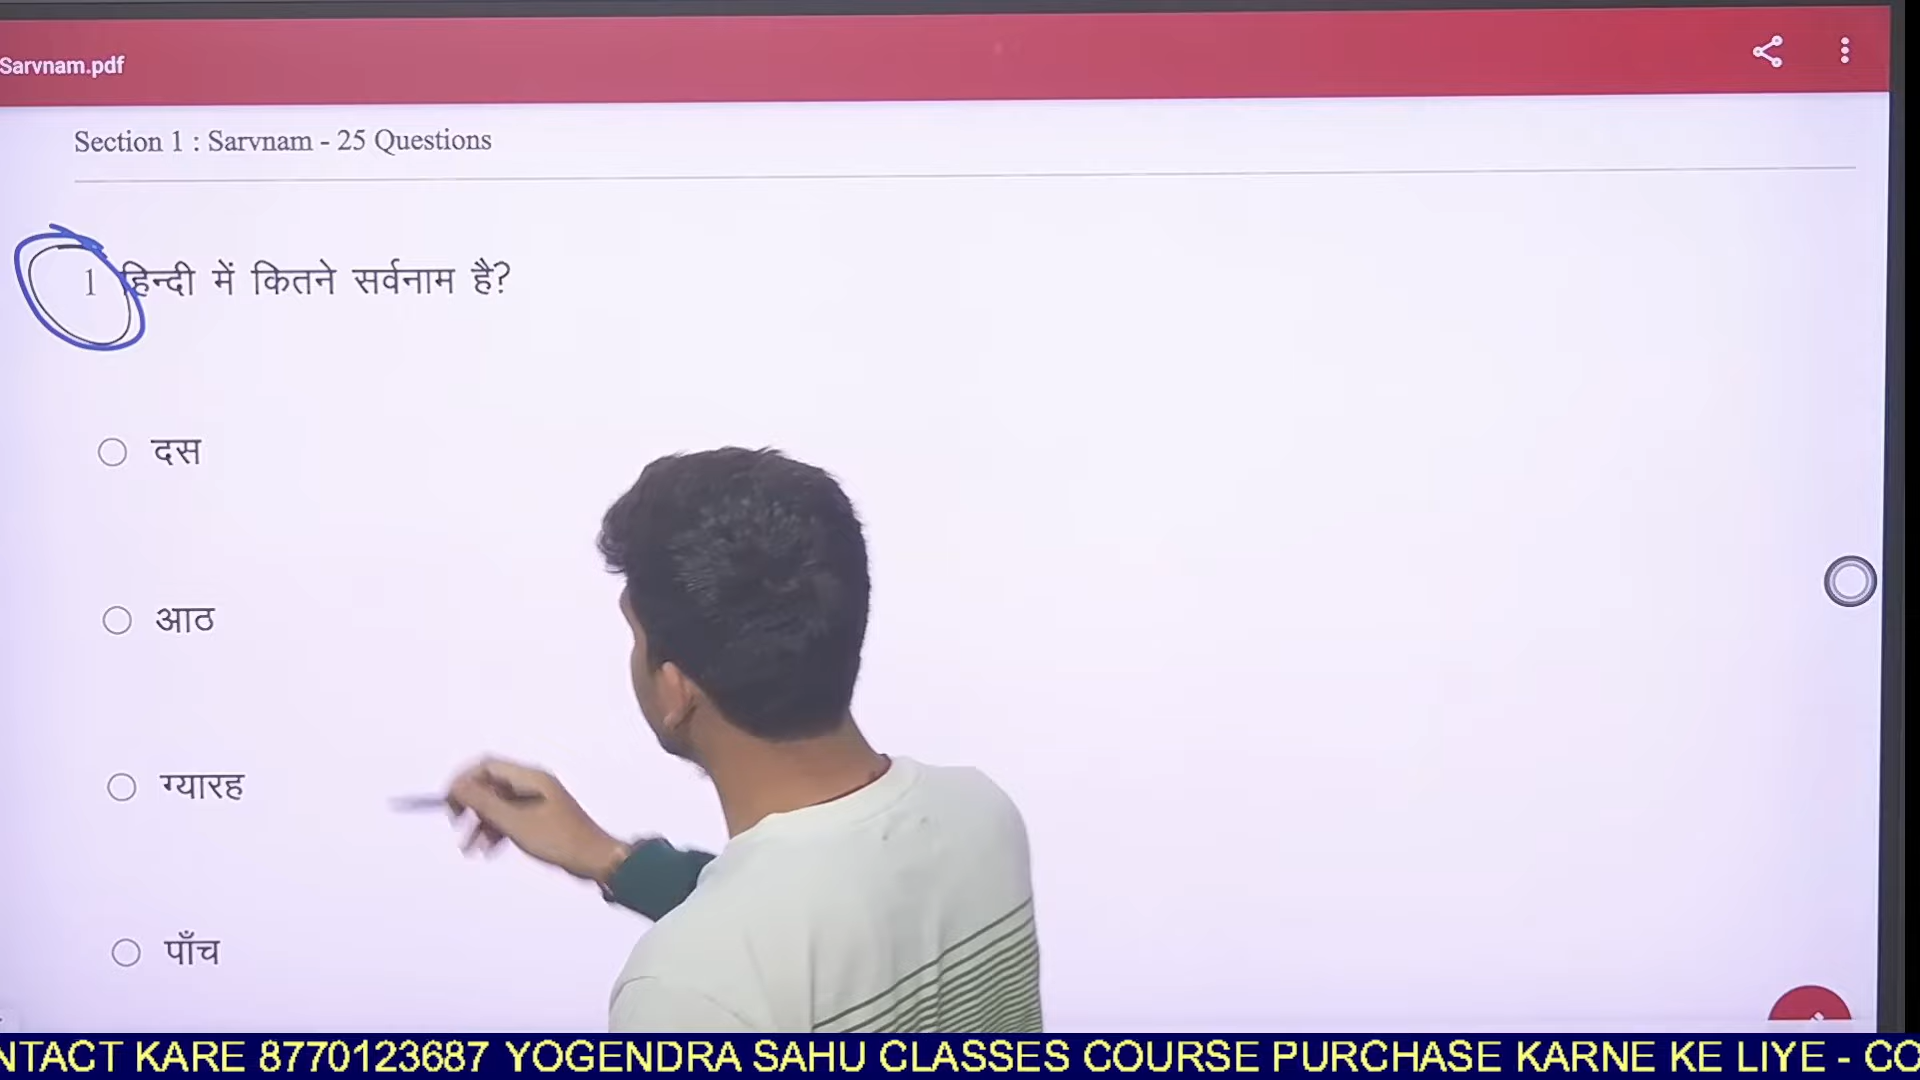 Sarvnam.pdf
Section 1 : Sarvnam - 25 Questions
1 हिन्दी में कितने सर्वनाम है?
दस
आठ
ग्यारह
पाँच
NTACT KARE 8770123687 YOGENDRA SAHU CLASSES COURSE PURCHASE KARNE KE LIYE - CO